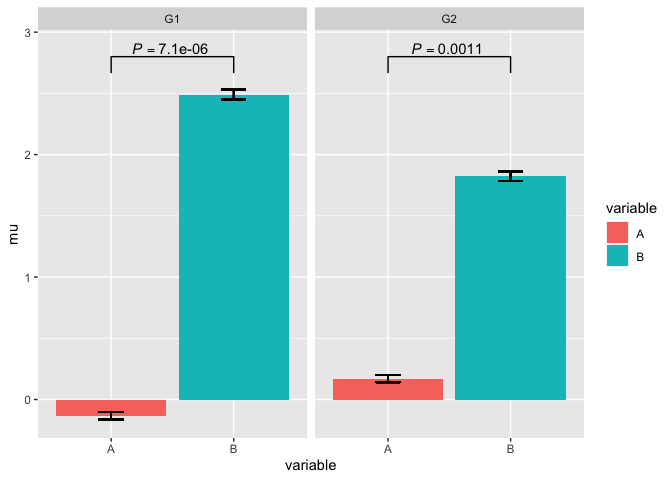 G1
G2
P = 7.1e-06
P = 0.0011
3
2
1
0
mu
A
B
A
B
variable
variable
A
B